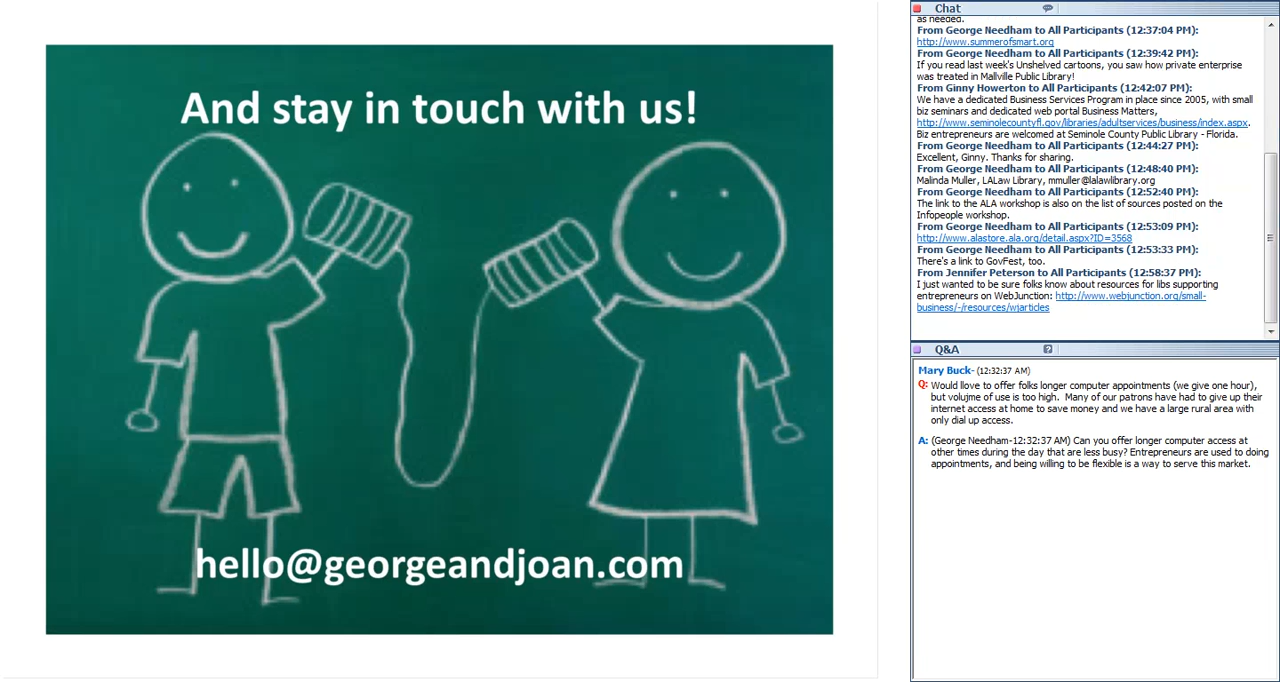 And stay in touch with us!
hello@georgeandjoan.com
Chat
as needed.
From George Needham to All Participants (12:37:04 PM):
http://www.summerofsmart.org
From George Needham to All Participants (12:39:42 PM):
If you read last week's Unshelved cartoons, you saw how private enterprise
was treated in Mallville Public Library!
From Ginny Howerton to All Participants (12:42:07 PM):
We have a dedicated Business Services Program in place since 2005, with small
biz seminars and dedicated web portal Business Matters,
http://www.seminolecountyfl.gov/libraries/adultservices/business/index.aspx.
Biz entrepreneurs are welcomed at Seminole County Public Library - Florida.
From George Needham to All Participants (12:44:27 PM):
Excellent, Ginny. Thanks for sharing.
From George Needham to All Participants (12:48:40 PM):
Malinda Muller, LALaw Library, mmuller@lalawlibrary.org
From George Needham to All Participants (12:52:40 PM):
The link to the ALA workshop is also on the list of sources posted on the
Infopeople workshop.
From George Needham to All Participants (12:53:09 PM):
http://www.alastore.ala.org/detail.aspx?ID=3568
From George Needham to All Participants (12:53:33 PM):
There's a link to GovFest, too.
From Jennifer Peterson to All Participants (12:58:37 PM):
I just wanted to be sure folks know about resources for libs supporting
entrepreneurs on WebJunction: http://www.webjunction.org/small-
business/-/resources/wjarticles
Q&A
Mary Buck- (12:32:37 AM)
Q: Would llove to offer folks longer computer appointments (we give one hour),
but volujme of use is too high. Many of our patrons have had to give up their
internet access at home to save money and we have a large rural area with
only dial up access.
A: (George Needham-12:32:37 AM) Can you offer longer computer access at
other times during the day that are less busy? Entrepreneurs are used to doing
appointments, and being willing to be flexible is a way to serve this market.